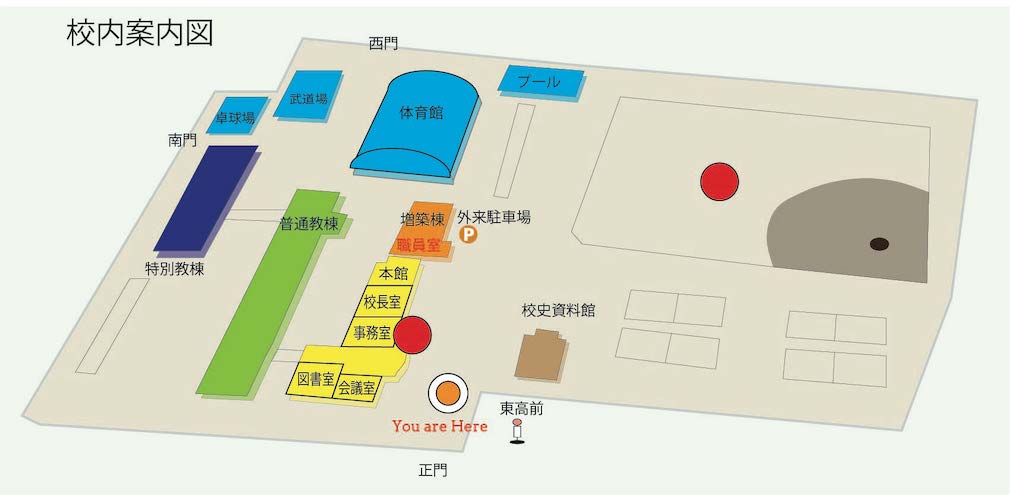 校内案内図
西門
プール
武道場
体育館
卓球場
南門
増築棟
外来駐車場
普通教棟
P
職員室
特別教棟
本館
校長室
校史資料館
事務室
図書室
会議室
東高前
You are Here
正門